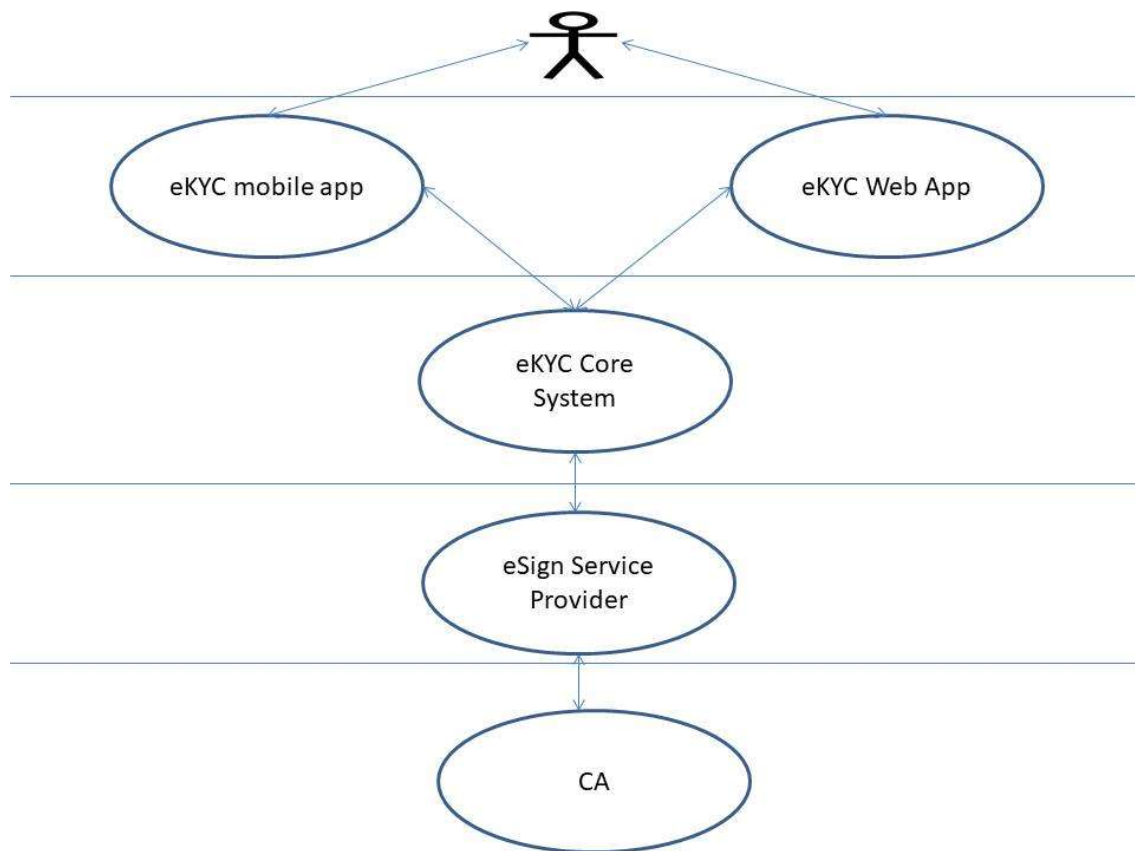 eKYC mobile app
eKYC Web App
eKYC Core
System
eSign Service
Provider
CA